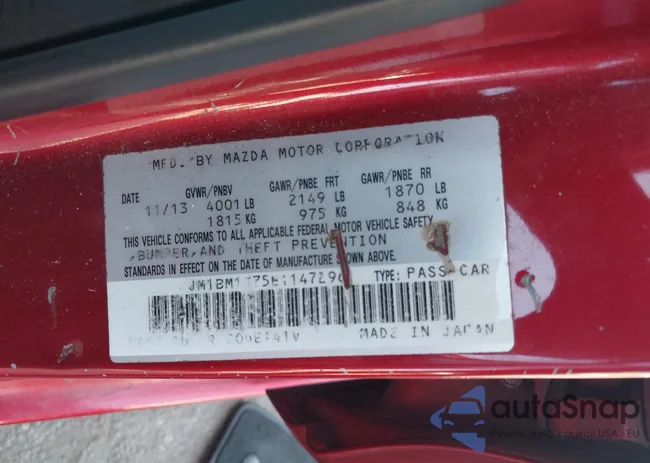 MFD. BY MAZDA MOTOR CORPORATION
DATE GVWR/PNBV GAWR/PNBE FRT GAWR/PNBE RR
11/13 4001 LB 2149 LB 1870 LB
1815 KG 975 KG 848 KG
THIS VEHICLE CONFORMS TO ALL APPLICABLE FEDERAL MOTOR VEHICLE SAFETY
,BUMPER,AND THEFT PREVENTION
STANDARDS IN EFFECT ON THE DATE OF MANUFACTURE SHOWN ABOVE.
TYPE: PASS-CAR
MADE IN JAPAN
autoSnap